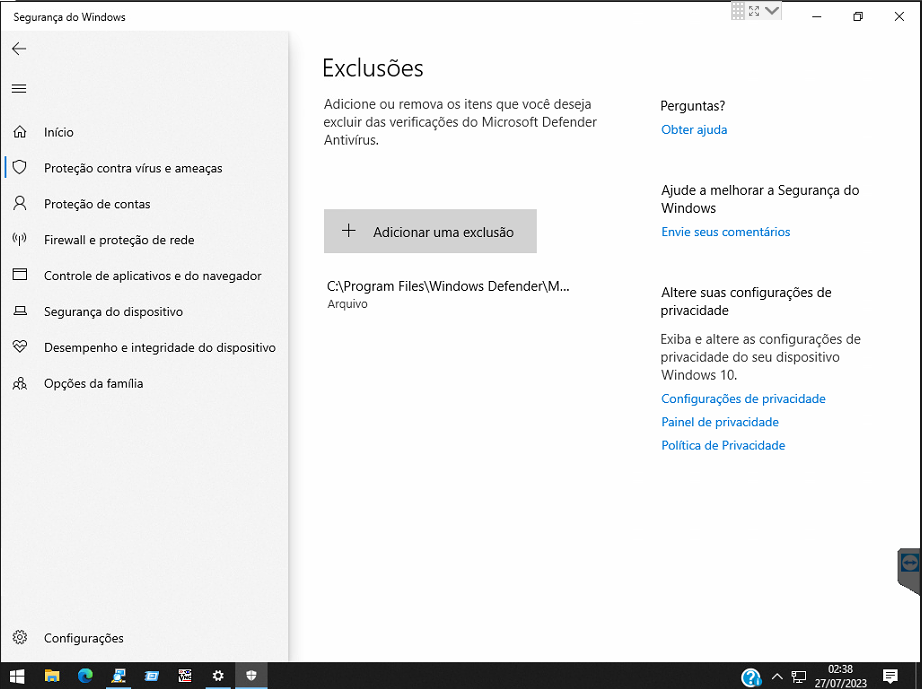 Segurança do Windows
Início
Proteção contra vírus e ameaças
Proteção de contas
Firewall e proteção de rede
Controle de aplicativos e do navegador
Segurança do dispositivo
Desempenho e integridade do dispositivo
Opções da família
Configurações
Exclusões
Adicione ou remova os itens que você deseja
excluir das verificações do Microsoft Defender
Antivírus.
+ Adicionar uma exclusão
C:\Program Files\Windows Defender\M...
Arquivo
Perguntas?
Obter ajuda
Ajude a melhorar a Segurança do
Windows
Envie seus comentários
Altere suas configurações de
privacidade
Exiba e altere as configurações de
privacidade do seu dispositivo
Windows 10.
Configurações de privacidade
Painel de privacidade
Política de Privacidade
02:38
27/07/2023